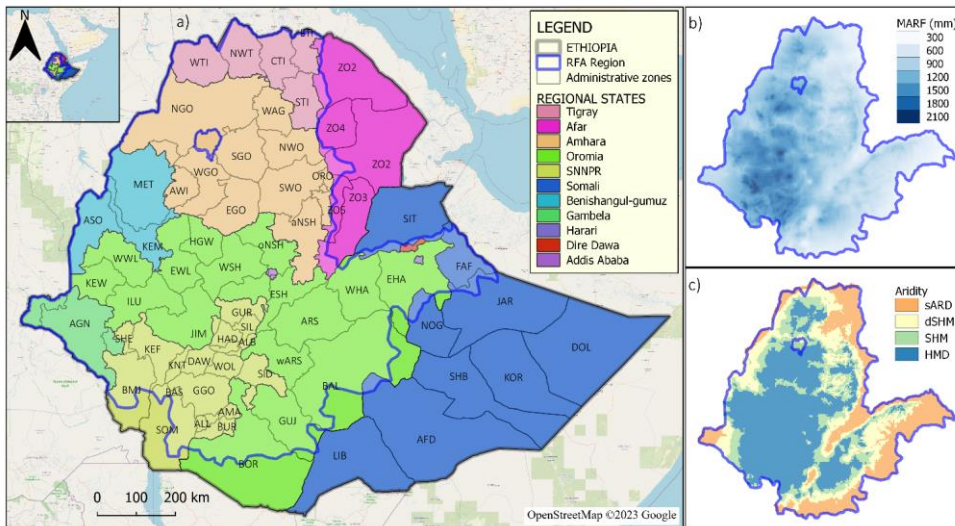 a)
N
LEGEND
ETHIOPIA
RFA Region
Administrative zones
REGIONAL STATES
Tigray
Afar
Amhara
Oromia
SNNPR
Somali
Benishangul-gumuz
Gambela
Harari
Dire Dawa
Addis Ababa
WTI
NWT
CTI
STI
ZO2
NGO
WAG
ZO4
NWO
ZO2
SGO
WGO
ORO
MET
AWI
SWO
ZO3
ZO5
EGO
aNSH
SIT
ASO
KEM
HGW
oNSH
WWL
EWL
WSH
EHA
FAF
KEW
ESH
WHA
ILU
JAR
AGN
GUR
ARS
NOG
SHE
JIM
SIL
DOL
KEF
HAD
ALB
wARS
KNT
DAW
WOL
SHB
KOR
BMI
BAS
GGO
SID
BAL
SOM
AMA
ALL
BUR
GUJ
AFD
BOR
LIB
0
100
200 km
OpenStreetMap ©2023 Google
b)
MARF (mm)
300
600
900
1200
1500
1800
2100
c)
Aridity
sARD
dSHM
SHM
HMD